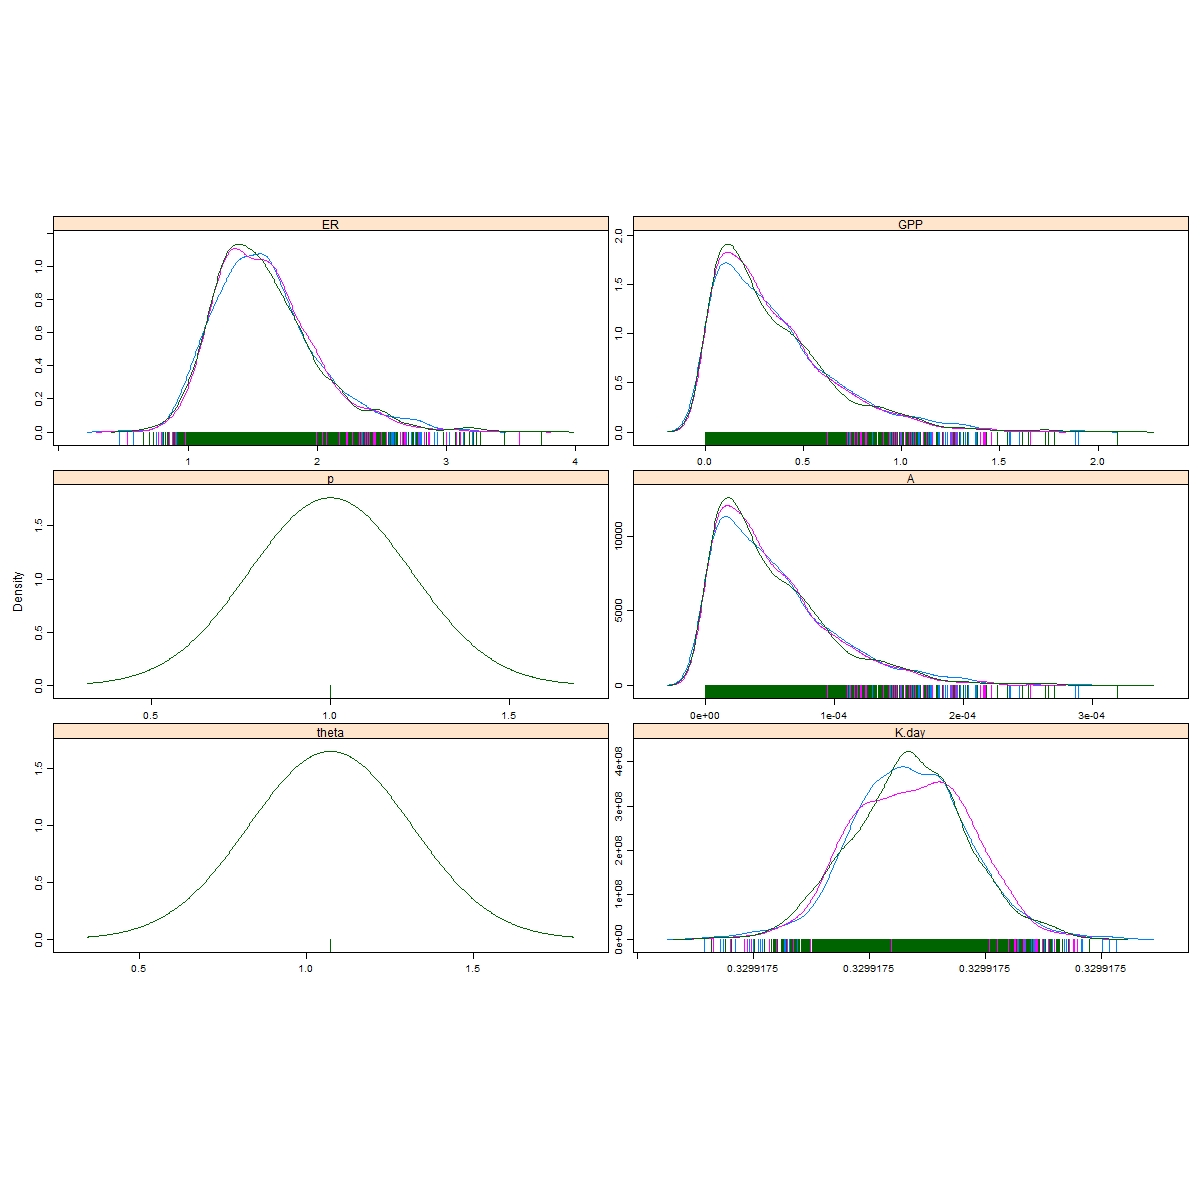 ER
0.0 0.2 0.4 0.6 0.8 1.0
1 2 3 4
GPP
0.0 0.5 1.0 1.5 2.0
0.0 0.5 1.0 1.5 2.0
Density
p
0.0 0.5 1.0 1.5
0.5 1.0 1.5
A
0 5000 10000
0e+00 1e-04 2e-04 3e-04
theta
0.0 0.5 1.0 1.5
0.5 1.0 1.5
K.day
0e+00 1e+08 2e+08 3e+08 4e+08
0.3299175 0.3299175 0.3299175 0.3299175